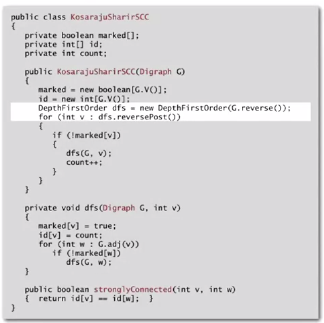 public class KosarajuSharirSCC
{
private boolean marked[];
private int[] id;
private int count;
public KosarajuSharirSCC(Digraph G)
{
marked = new boolean[G.V()];
id = new int[G.V()];
DepthFirstOrder dfs = new DepthFirstOrder(G.reverse());
for (int v : dfs.reversePost())
{
if (!marked[v])
{
dfs(G, v);
count++;
}
}
}
private void dfs(Digraph G, int v)
{
marked[v] = true;
id[v] = count;
for (int w : G.adj(v))
if (!marked[w])
dfs(G, w);
}
public boolean stronglyConnected(int v, int w)
{ return id[v] == id[w]; }
}